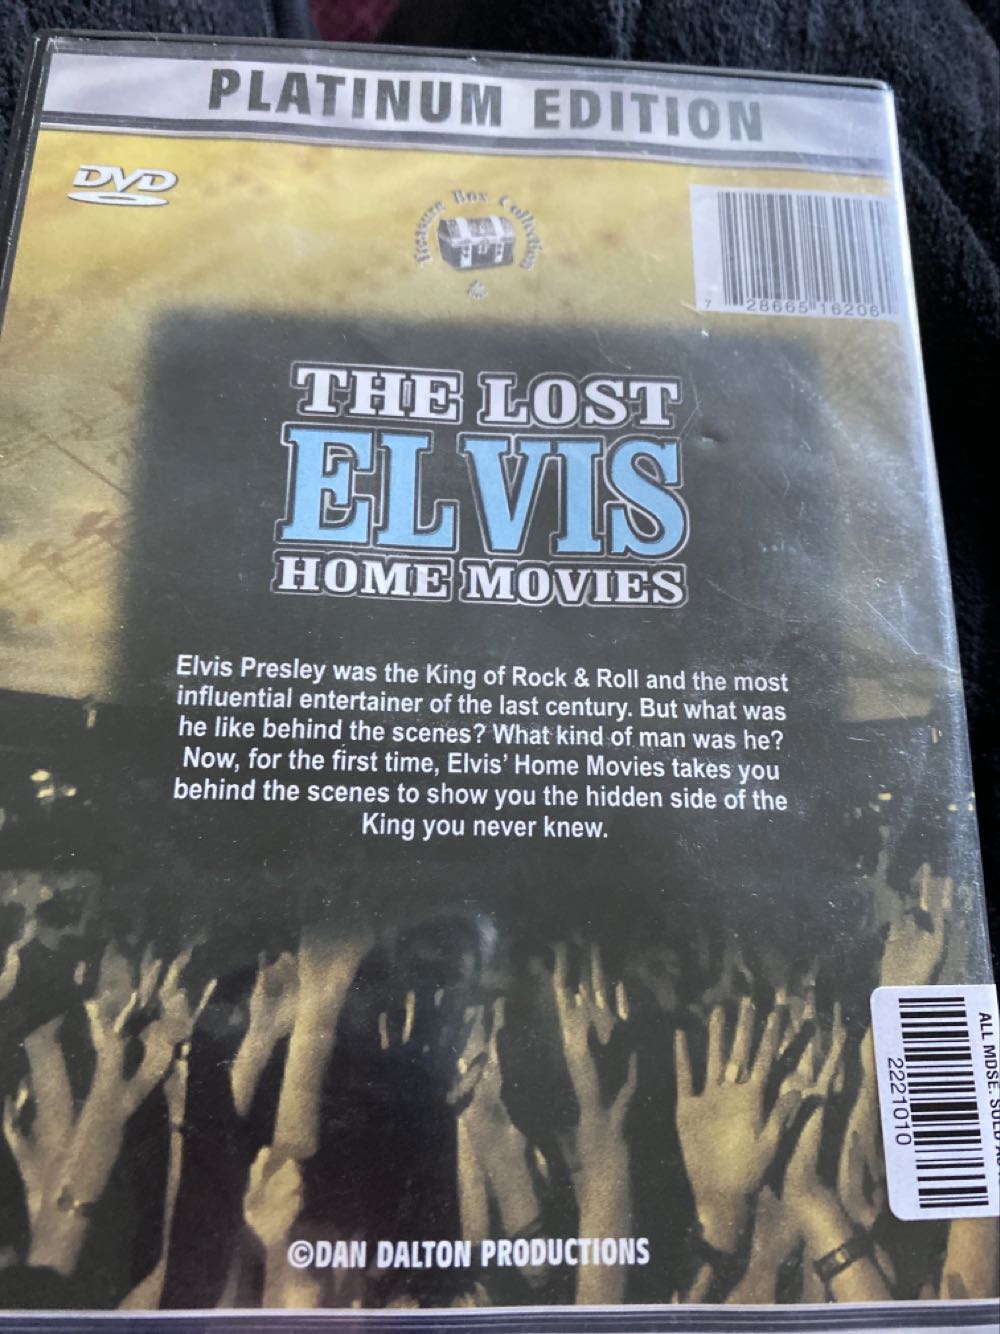 PLATINUM EDITION
DVD
Treasure Box Collection
7 28665 16206
THE LOST
ELVIS
HOME MOVIES
Elvis Presley was the King of Rock & Roll and the most
influential entertainer of the last century. But what was
he like behind the scenes? What kind of man was he?
Now, for the first time, Elvis' Home Movies takes you
behind the scenes to show you the hidden side of the
King you never knew.
ALL MDSE. SOLD
2221010
©DAN DALTON PRODUCTIONS